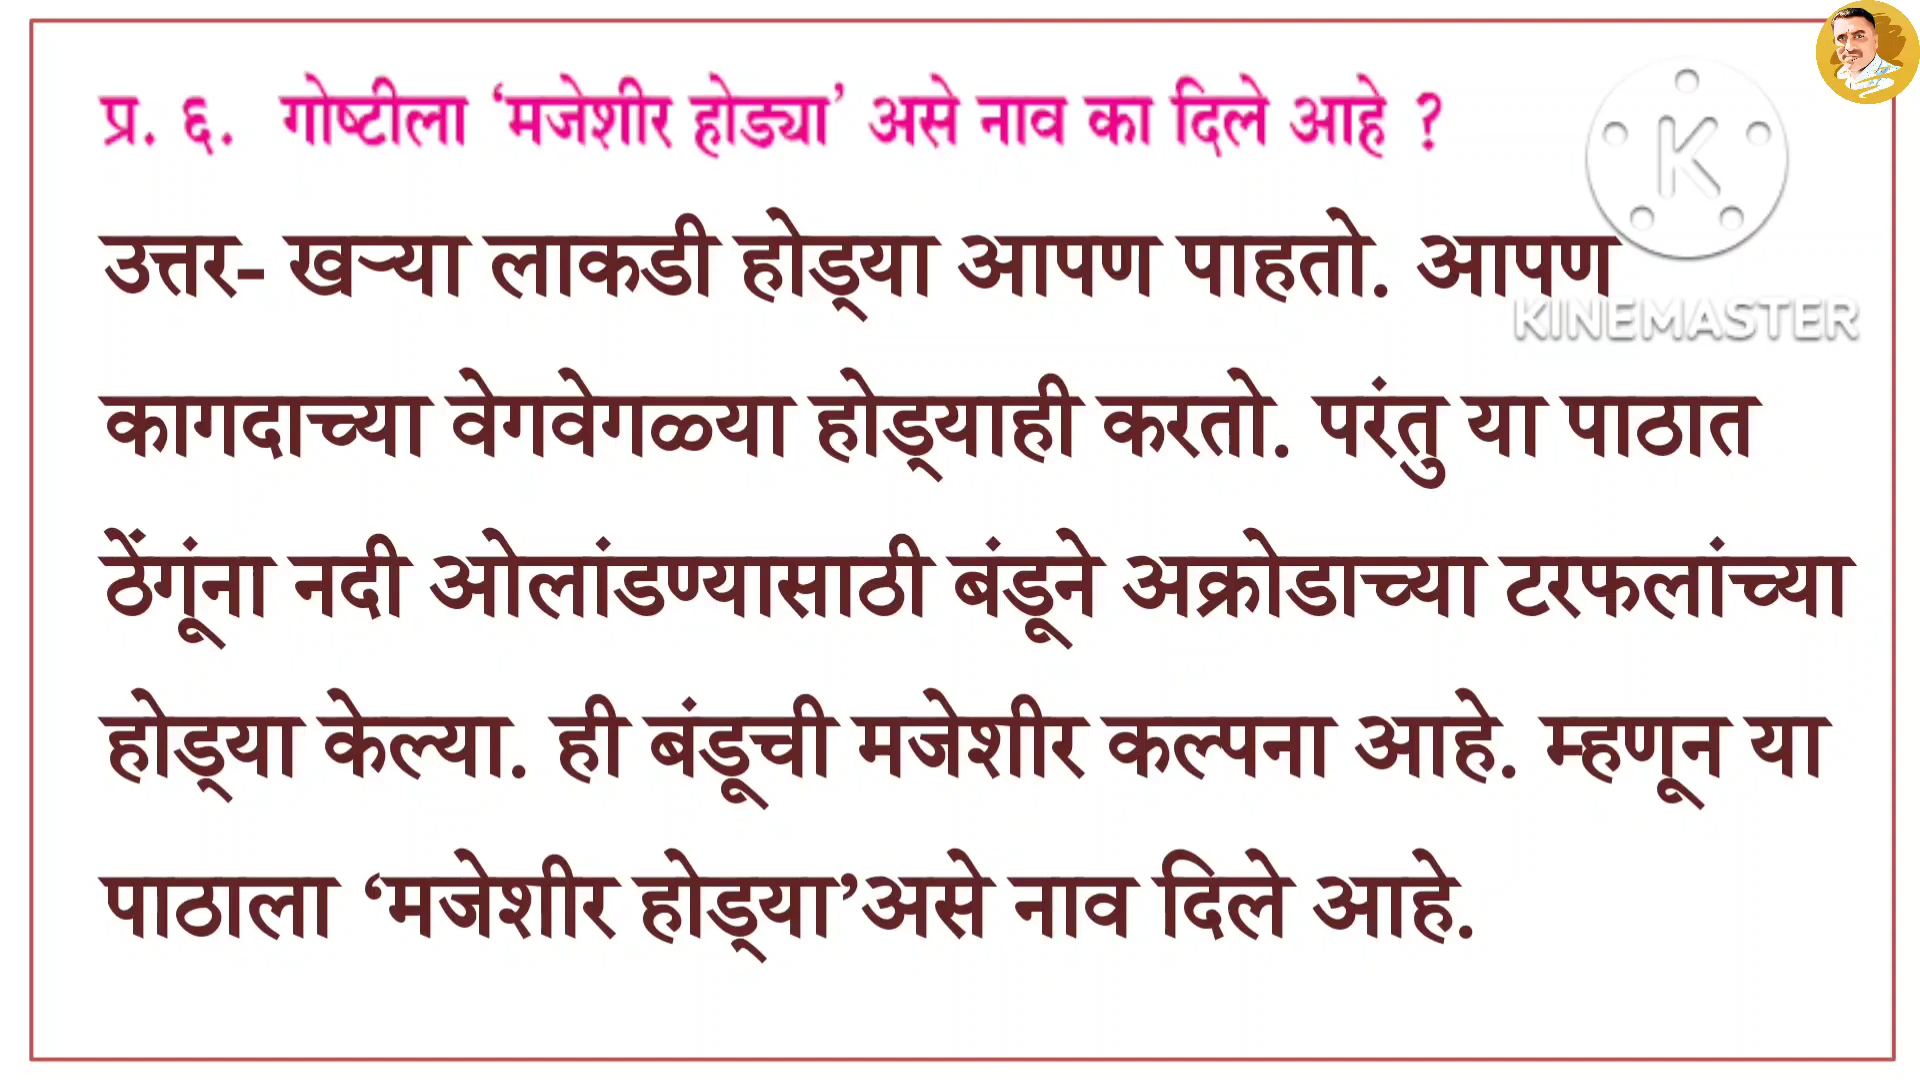 प्र. ६. गोष्टीला ‘मजेशीर होड्या’ असे नाव का दिले आहे ?
उत्तर- खऱ्या लाकडी होड्या आपण पाहतो. आपण
KINEMASTER
कागदाच्या वेगवेगळ्या होड्याही करतो. परंतु या पाठात
ठेंगूंना नदी ओलांडण्यासाठी बंडूने अक्रोडाच्या टरफलांच्या
होड्या केल्या. ही बंडूची मजेशीर कल्पना आहे. म्हणून या
पाठाला ‘मजेशीर होड्या’असे नाव दिले आहे.